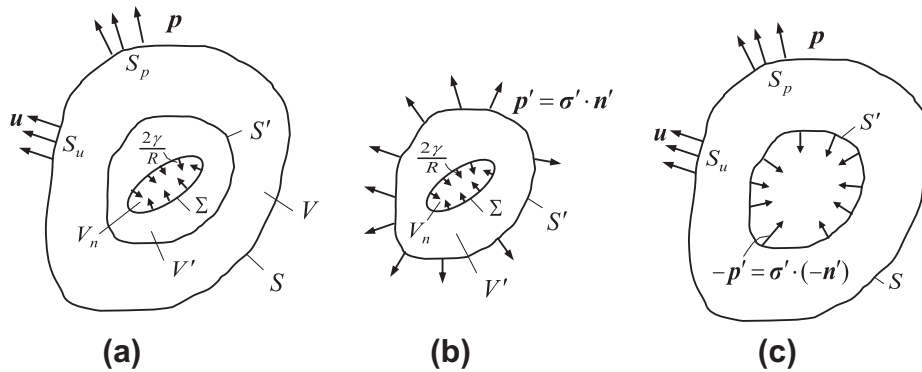 p
S_p
u
S_u
2γ/R
S'
V_n
Σ
V
V'
S
(a)
p' = σ' · n'
2γ/R
Σ
V_n
S'
V'
(b)
p
S_p
u
S_u
S'
-p' = σ' · (-n')
S
(c)